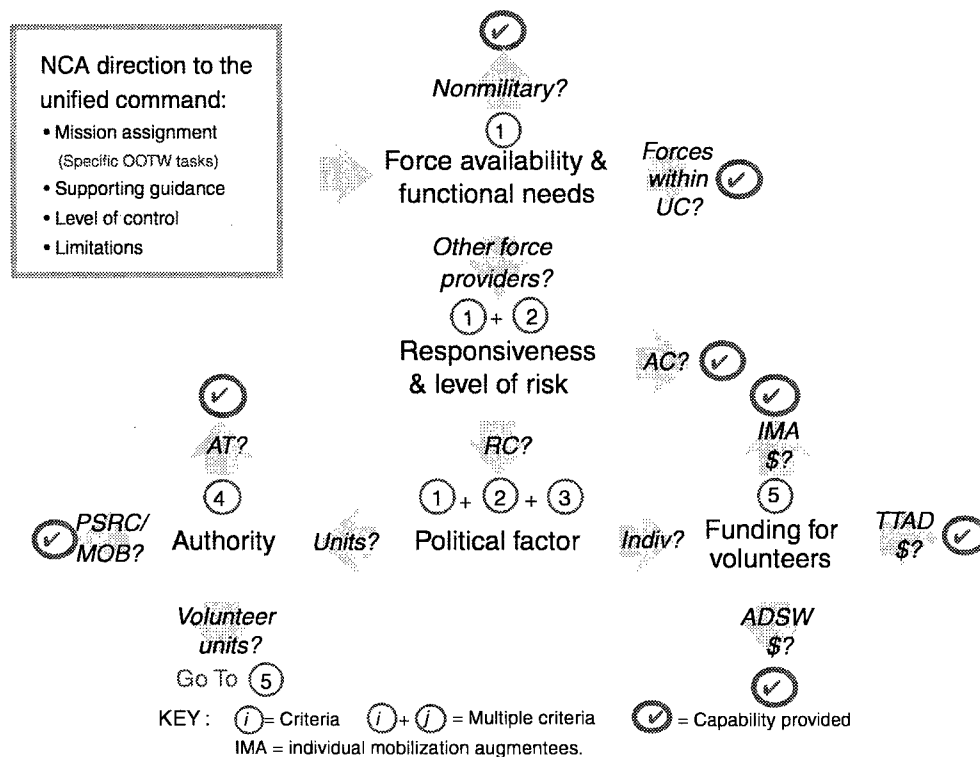 NCA direction to the
unified command:
• Mission assignment
(Specific OOTW tasks)
• Supporting guidance
• Level of control
• Limitations
Nonmilitary?
1
Force availability &
functional needs
Forces
within
UC?
Other force
providers?
1 + 2
Responsiveness
& level of risk
AC?
AT?
RC?
IMA
$?
4
1 + 2 + 3
5
PSRC/
MOB?
Authority
Units?
Political factor
Indiv?
Funding for
volunteers
TTAD
$?
Volunteer
units?
Go To 5
ADSW
$?
KEY : i = Criteria i + j = Multiple criteria ✓ = Capability provided
IMA = individual mobilization augmentees.